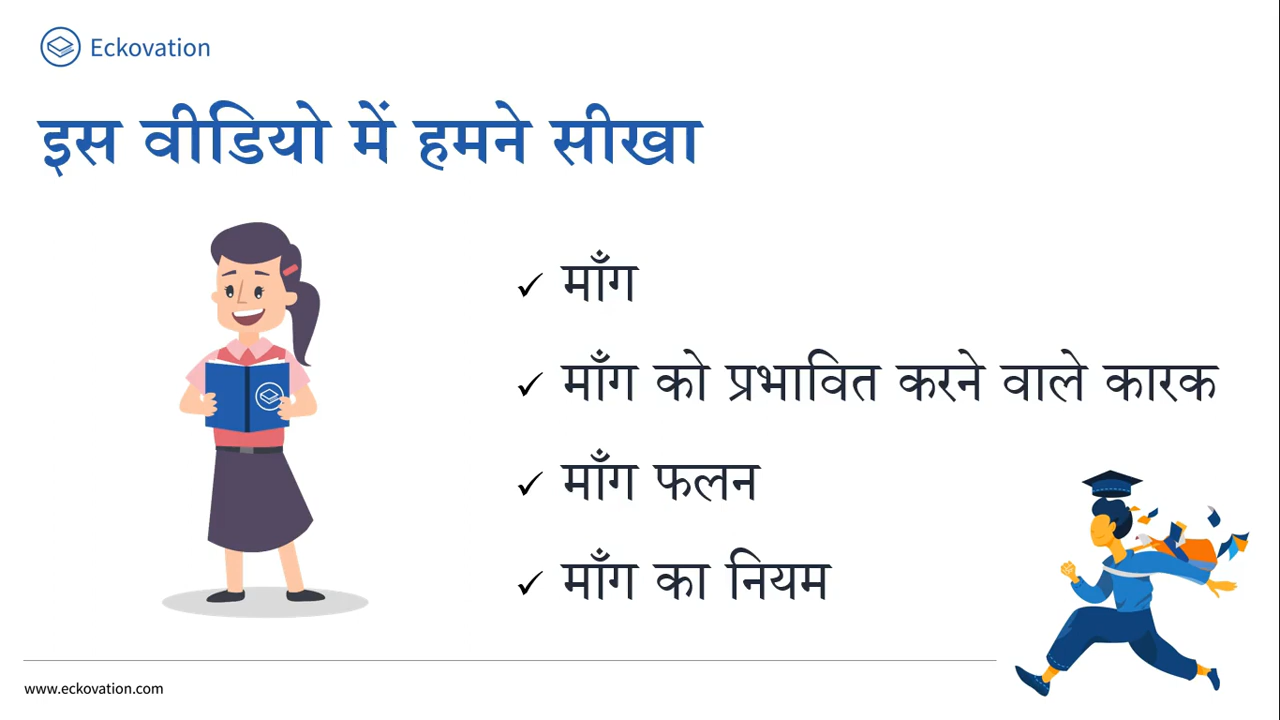 Eckovation
इस वीडियो में हमने सीखा
✓ माँग
✓ माँग को प्रभावित करने वाले कारक
✓ माँग फलन
✓ माँग का नियम
www.eckovation.com